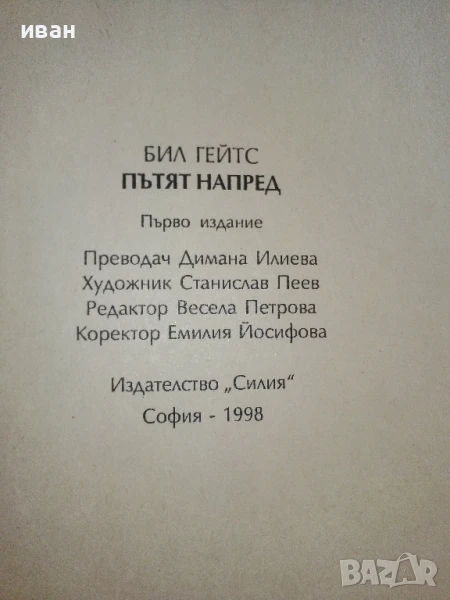 иван
БИЛ ГЕЙТС
ПЪТЯТ НАПРЕД
Първо издание
Преводач Димана Илиева
Художник Станислав Пеев
Редактор Весела Петрова
Коректор Емилия Йосифова
Издателство „Силия“
София - 1998
BAZAR